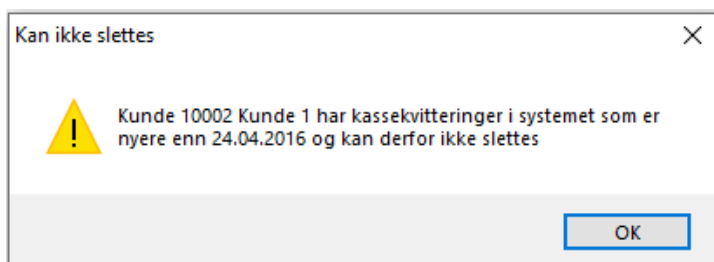 Kan ikke slettes
Kunde 10002 Kunde 1 har kassekvitteringer i systemet som er
nyere enn 24.04.2016 og kan derfor ikke slettes
OK